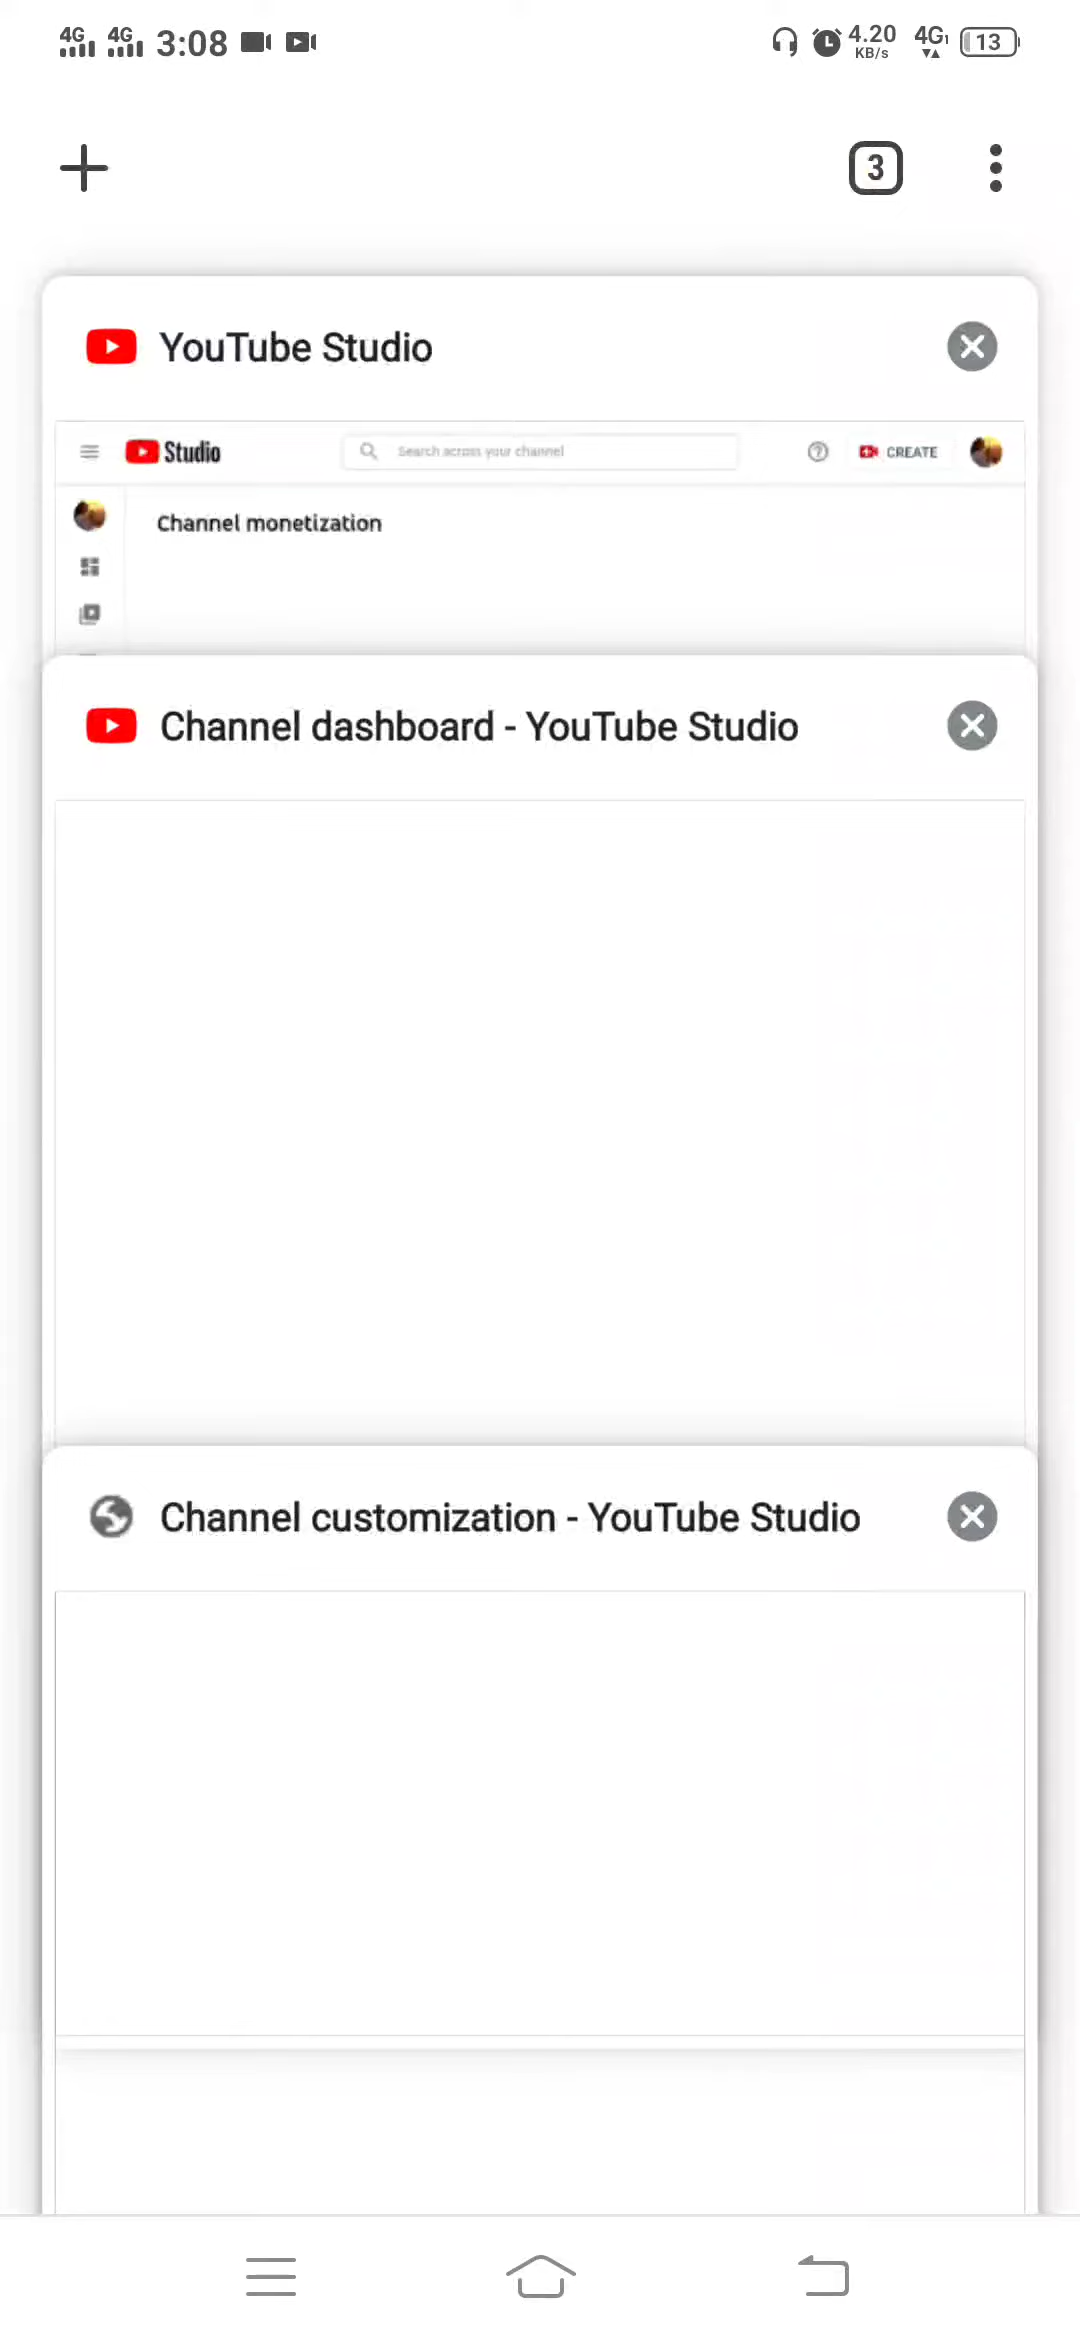 4G 4G 3:08 4.20 KB/s 4G1 13
3
YouTube Studio
Studio Search across your channel CREATE
Channel monetization
Channel dashboard - YouTube Studio
Channel customization - YouTube Studio